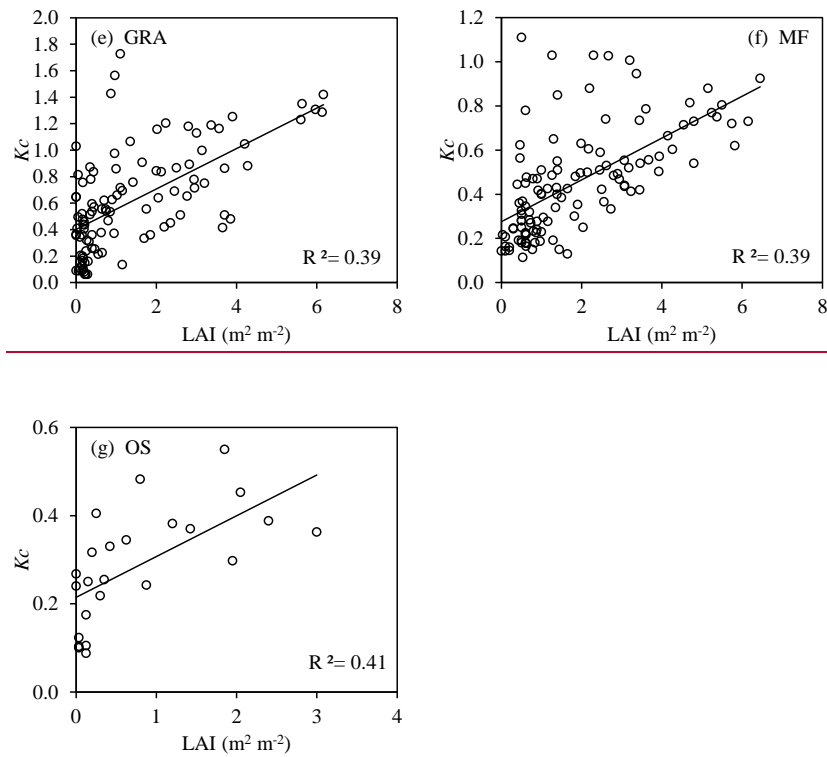 (e) GRA
Kc
2.0
1.8
1.6
1.4
1.2
1.0
0.8
0.6
0.4
0.2
0.0
R ²= 0.39
0 2 4 6 8
LAI (m² m⁻²)
(f) MF
Kc
1.2
1.0
0.8
0.6
0.4
0.2
0.0
R ²= 0.39
0 2 4 6 8
LAI (m² m⁻²)
(g) OS
Kc
0.6
0.4
0.2
0.0
R ²= 0.41
0 1 2 3 4
LAI (m² m⁻²)